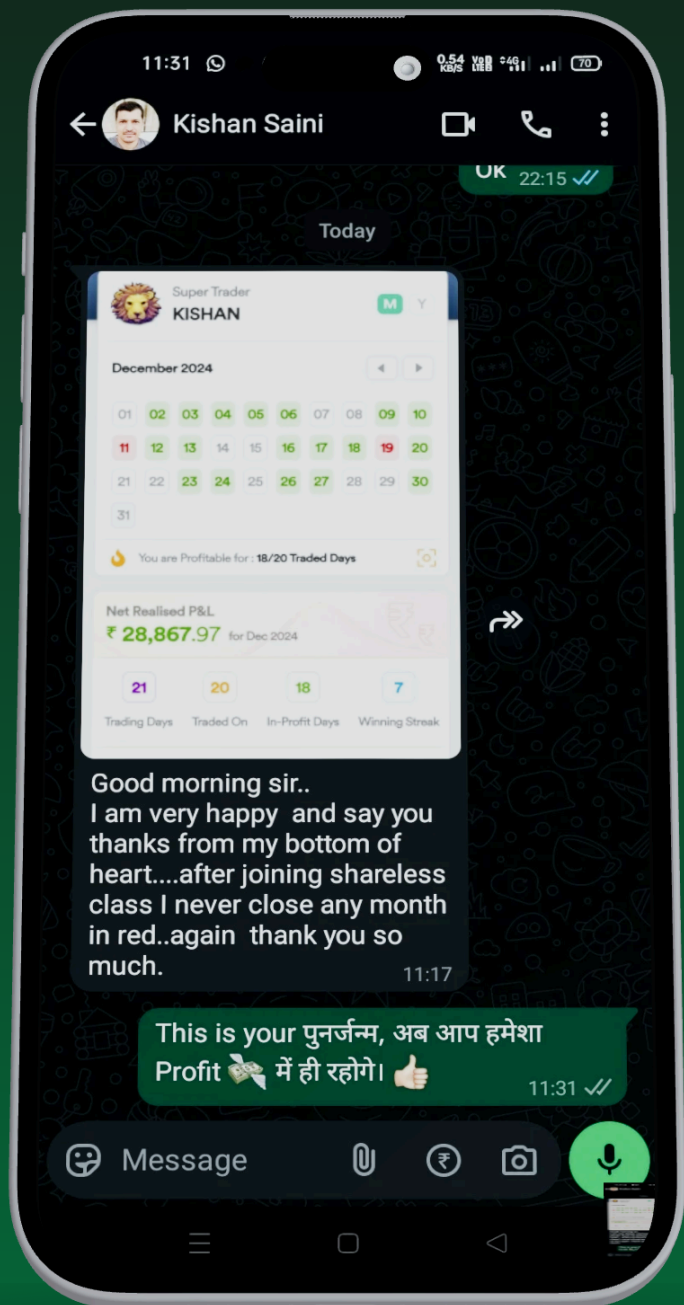 11:31
0.54 KB/S VoD LTE 4G 70
Kishan Saini
Ok 22:15
Today
Super Trader
KISHAN
M Y
December 2024
01 02 03 04 05 06 07 08 09 10
11 12 13 14 15 16 17 18 19 20
21 22 23 24 25 26 27 28 29 30
31
You are Profitable for : 18/20 Traded Days
Net Realised P&L
₹ 28,867.97 for Dec 2024
21 20 18 7
Trading Days Traded On In-Profit Days Winning Streak
Good morning sir..
I am very happy and say you
thanks from my bottom of
heart....after joining shareless
class I never close any month
in red..again thank you so
much.
11:17
This is your पुनर्जन्म, अब आप हमेशा
Profit 💸 में ही रहोगे। 👍🏻
11:31
Message